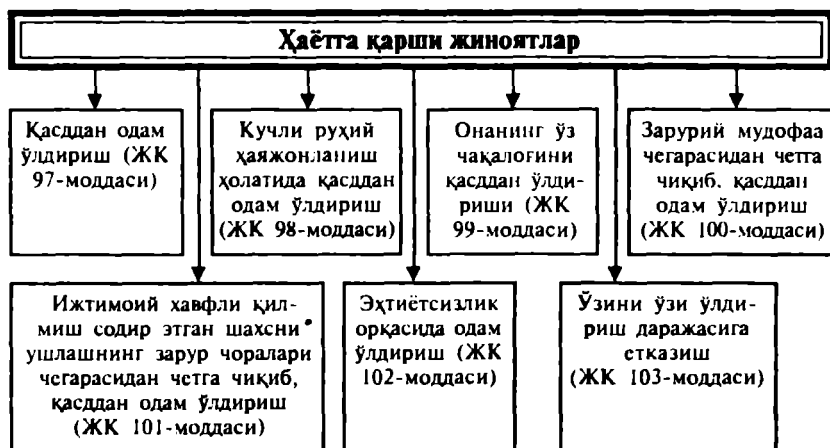 Ҳаётга қарши жиноятлар
Қасддан одам
ўлдириш (ЖК
97-моддаси)
Кучли руҳий
ҳаяжонланиш
ҳолатида қасддан
одам ўлдириш
(ЖК 98-моддаси)
Онанинг ўз
чақалоғини
қасддан ўлди-
риши (ЖК
99-моддаси)
Зарурий мудофаа
чегарасидан четга
чиқиб, қасддан
одам ўлдириш
(ЖК 100-моддаси)
Ижтимоий хавфли қил-
миш содир этган шахсни
ушлашнинг зарур чоралари
чегарасидан четга чиқиб,
қасддан одам ўлдириш
(ЖК 101-моддаси)
Эҳтиётсизлик
орқасида одам
ўлдириш (ЖК
102-моддаси)
Ўзини ўзи ўлди-
риш даражасига
етказиш
(ЖК 103-моддаси)